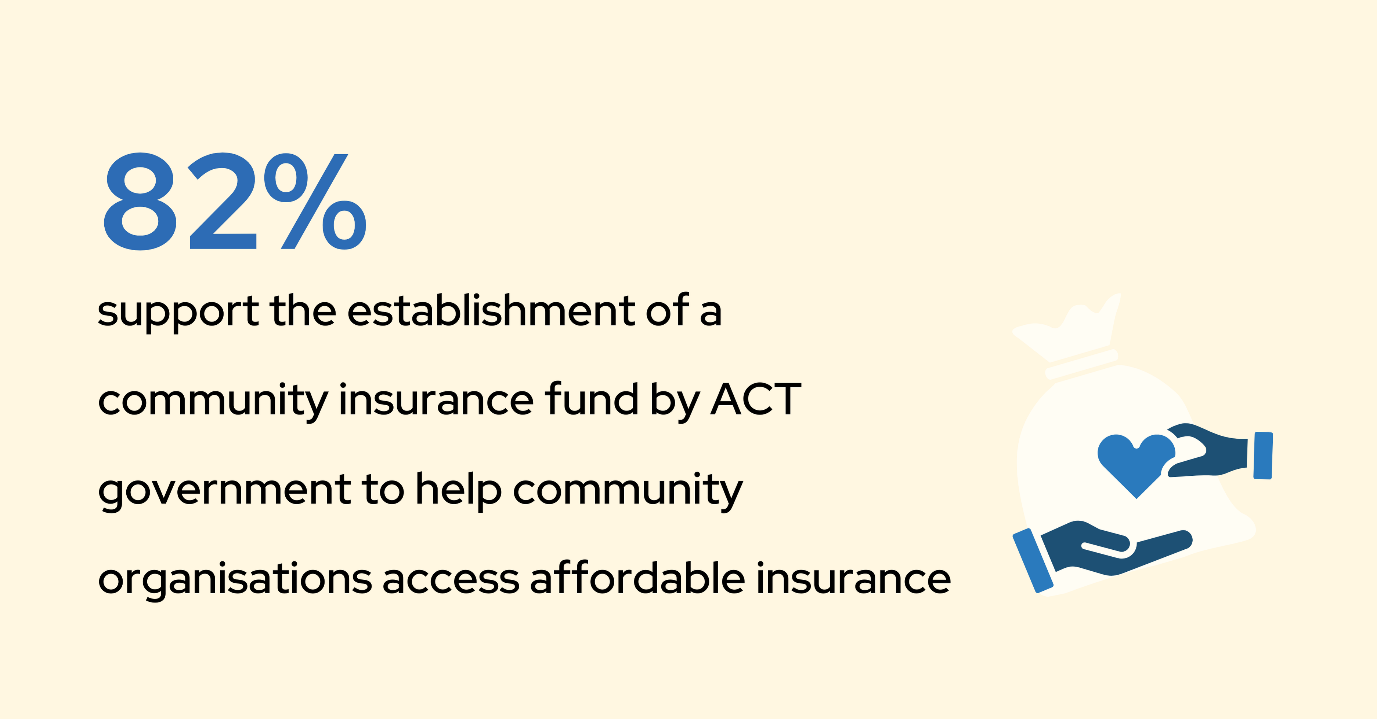 82%
support the establishment of a
community insurance fund by ACT
government to help community
organisations access affordable insurance